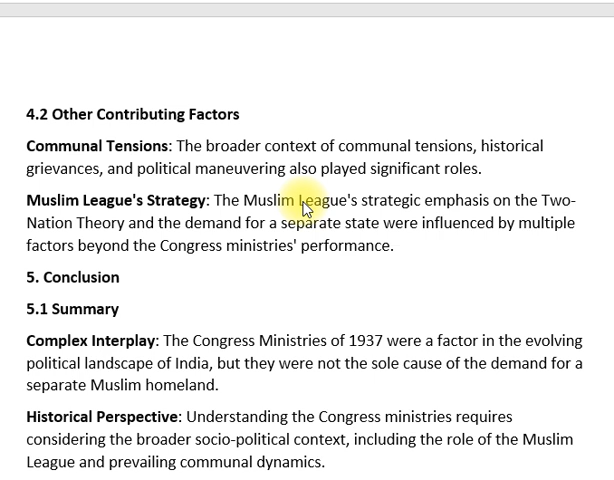 4.2 Other Contributing Factors
Communal Tensions: The broader context of communal tensions, historical
grievances, and political maneuvering also played significant roles.
Muslim League's Strategy: The Muslim League's strategic emphasis on the Two-
Nation Theory and the demand for a separate state were influenced by multiple
factors beyond the Congress ministries' performance.
5. Conclusion
5.1 Summary
Complex Interplay: The Congress Ministries of 1937 were a factor in the evolving
political landscape of India, but they were not the sole cause of the demand for a
separate Muslim homeland.
Historical Perspective: Understanding the Congress ministries requires
considering the broader socio-political context, including the role of the Muslim
League and prevailing communal dynamics.